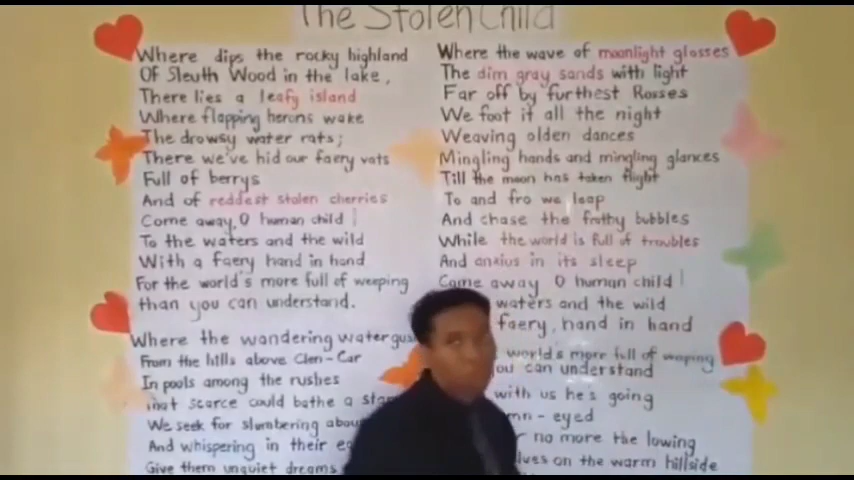 The Stolen Child
Where dips the rocky highland
Of Sleuth Wood in the lake,
There lies a leafy island
Where flapping herons wake
The drowsy water rats;
There we've hid our faery vats
Full of berrys
And of reddest stolen cherries
Come away, O human child!
To the waters and the wild
With a faery hand in hand
For the world's more full of weeping
than you can understand.
Where the wandering water gus
From the hills above Glen-Car
In pools among the rushes
That scarce could bathe a star
We seek for slumbering abou
And whispering in their ea
Give them unquiet dreams
Where the wave of moonlight glosses
The dim gray sands with light
Far off by furthest Rosses
We foot it all the night
Weaving olden dances
Mingling hands and mingling glances
Till the moon has taken flight
To and fro we leap
And chase the frothy bubbles
While the world is full of troubles
And anxius in its sleep
Come away, O human child!
waters and the wild
faery, hand in hand
world's more full of weeping
ou can understand
with us he's going
mn-eyed
r no more the lowing
lves on the warm hillside